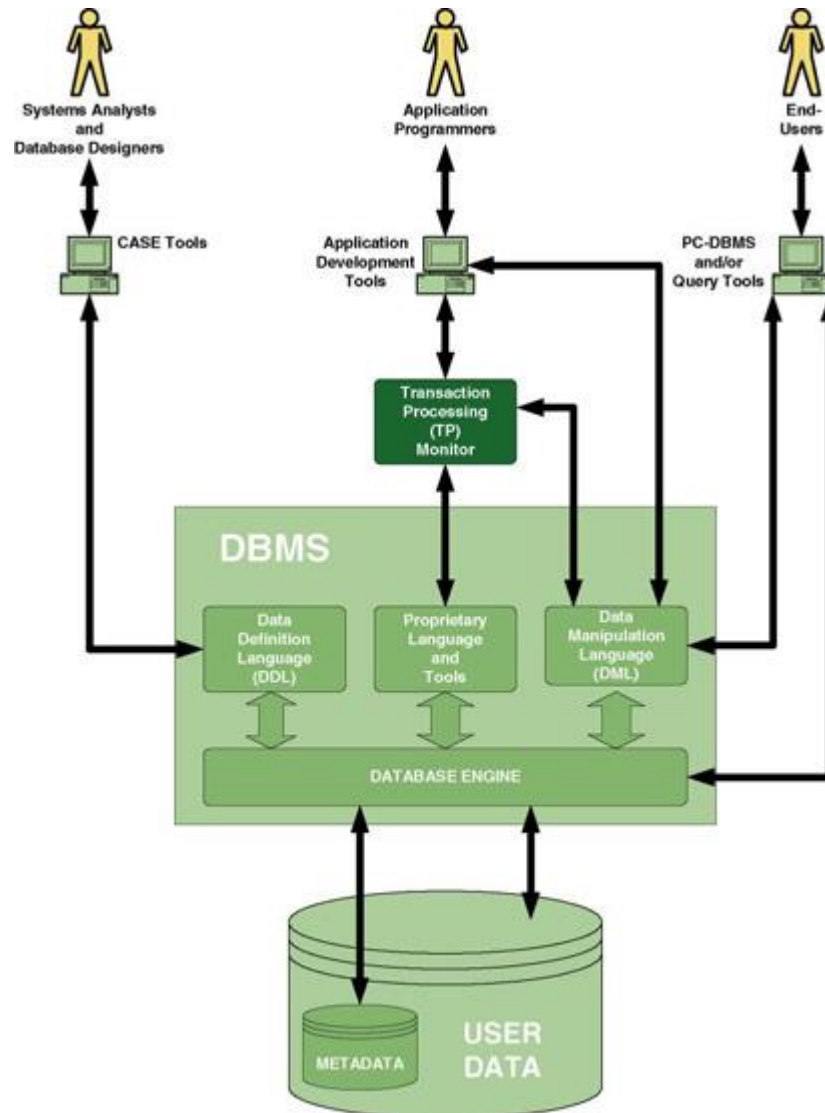 Systems Analysts
and
Database Designers
Application
Programmers
End-
Users
CASE Tools
Application
Development
Tools
PC-DBMS
and/or
Query Tools
Transaction
Processing
(TP)
Monitor
DBMS
Data
Definition
Language
(DDL)
Proprietary
Language
and
Tools
Data
Manipulation
Language
(DML)
DATABASE ENGINE
METADATA
USER
DATA